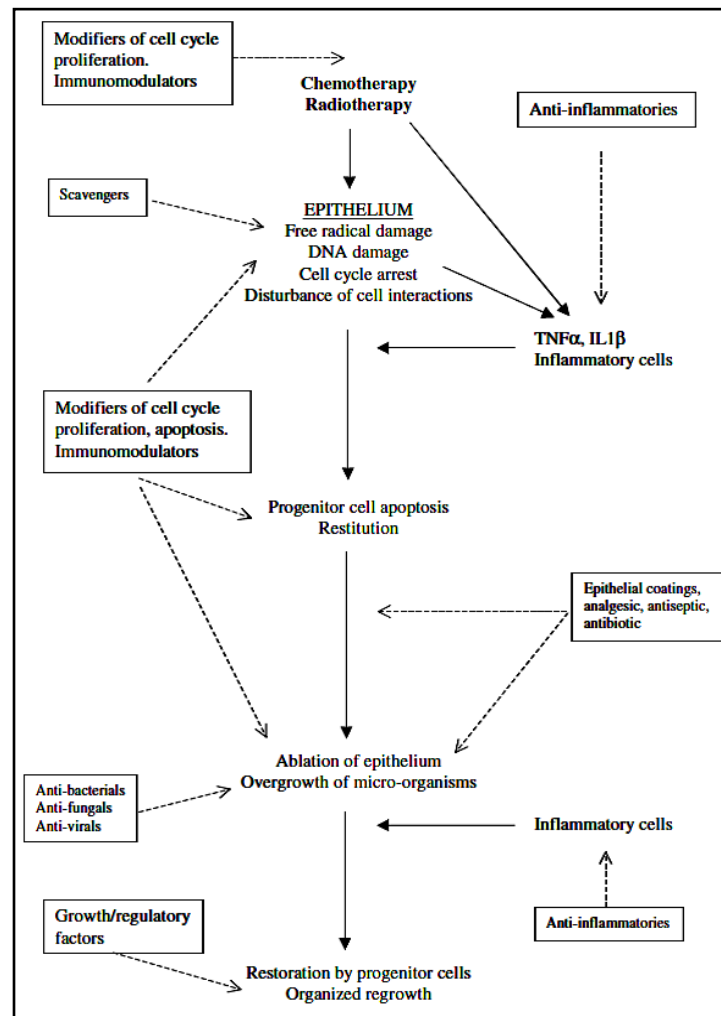 Modifiers of cell cycle
proliferation.
Immunomodulators
Chemotherapy
Radiotherapy
Anti-inflammatories
Scavengers
EPITHELIUM
Free radical damage
DNA damage
Cell cycle arrest
Disturbance of cell interactions
TNFα, IL1β
Inflammatory cells
Modifiers of cell cycle
proliferation, apoptosis.
Immunomodulators
Progenitor cell apoptosis
Restitution
Epithelial coatings,
analgesic, antiseptic,
antibiotic
Ablation of epithelium
Overgrowth of micro-organisms
Anti-bacterials
Anti-fungals
Anti-virals
Inflammatory cells
Growth/regulatory
factors
Anti-inflammatories
Restoration by progenitor cells
Organized regrowth